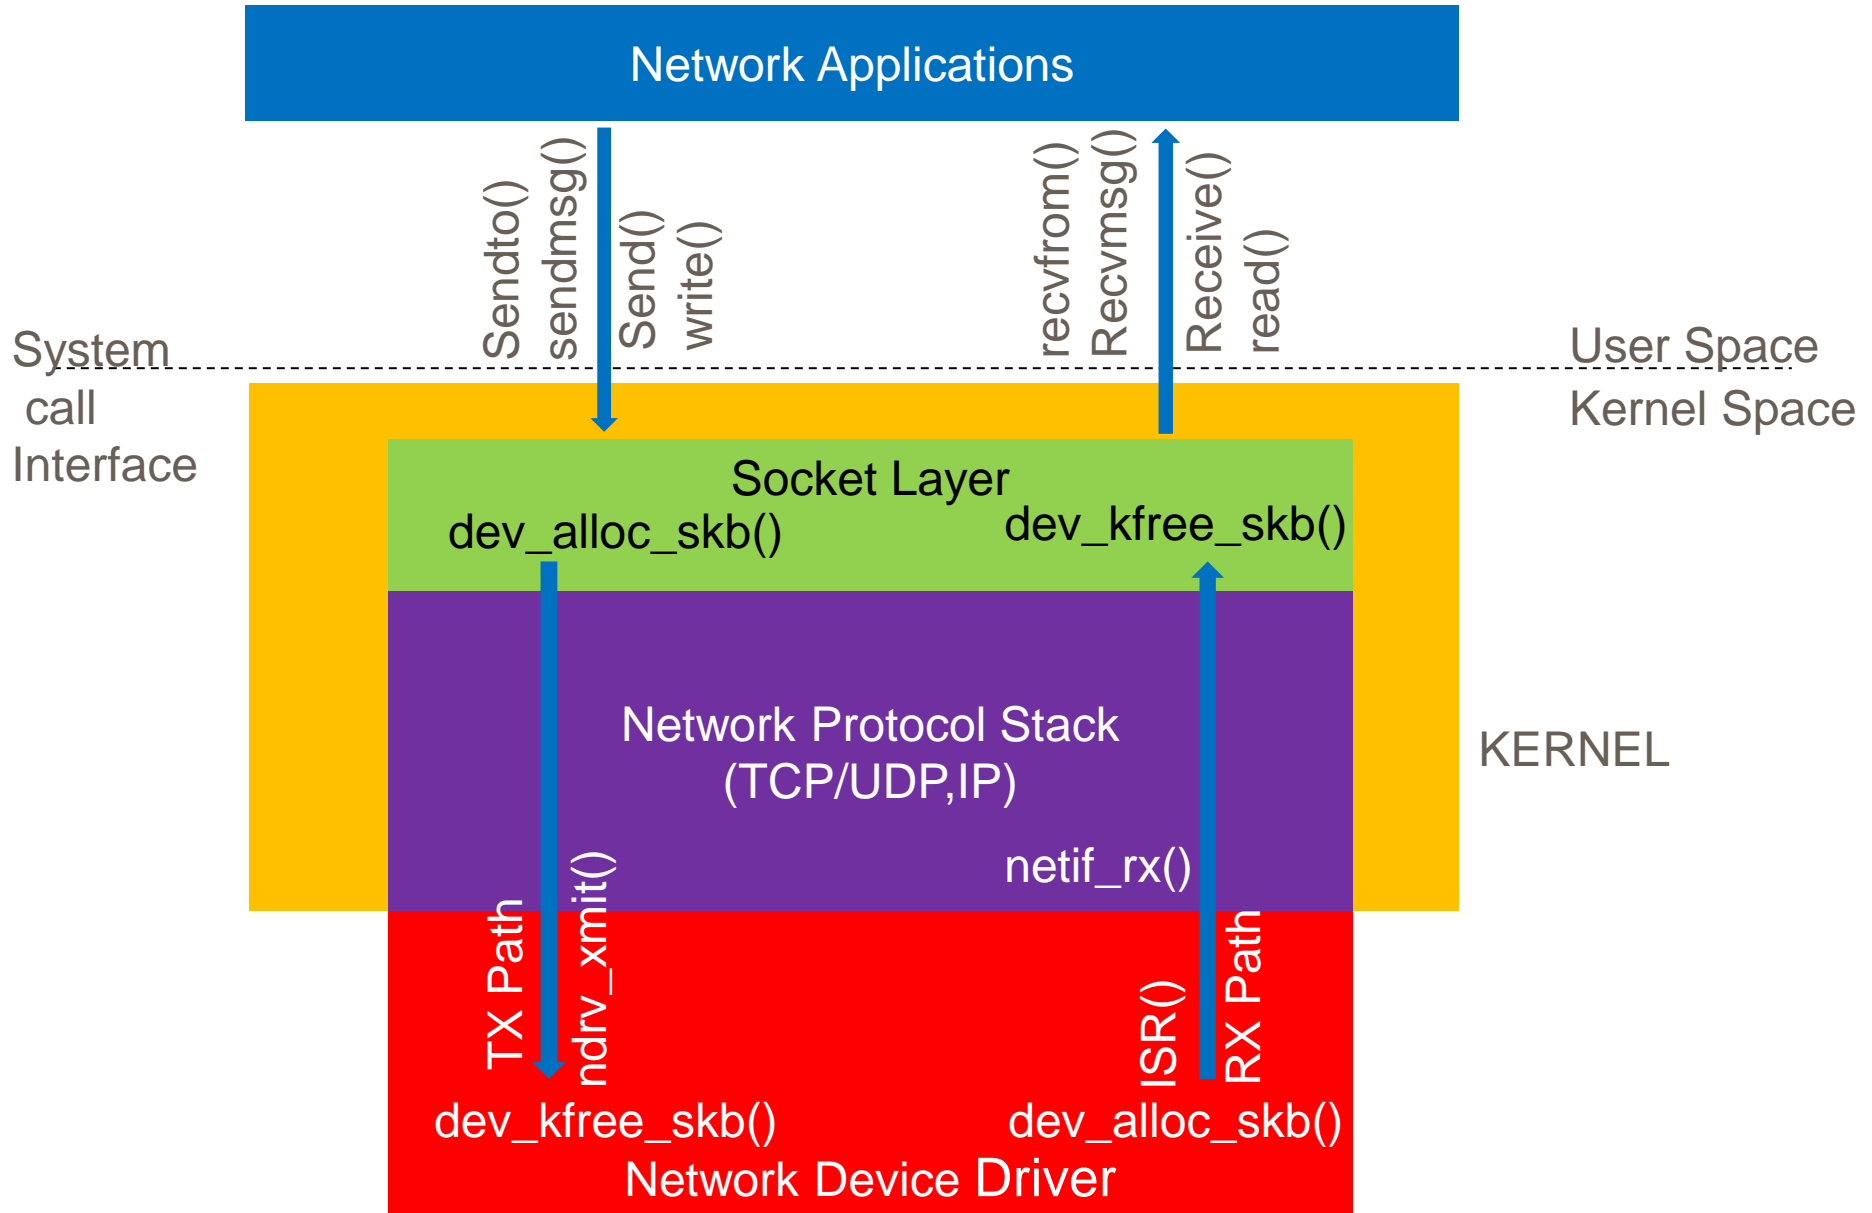 Network Applications
Sendto()
sendmsg()
Send()
write()
recvfrom()
Recvmsg()
Receive()
read()
System
call
Interface
User Space
Kernel Space
Socket Layer
dev_alloc_skb()
dev_kfree_skb()
Network Protocol Stack
(TCP/UDP,IP)
KERNEL
netif_rx()
TX Path
ndrv_xmit()
ISR()
RX Path
dev_kfree_skb()
dev_alloc_skb()
Network Device Driver